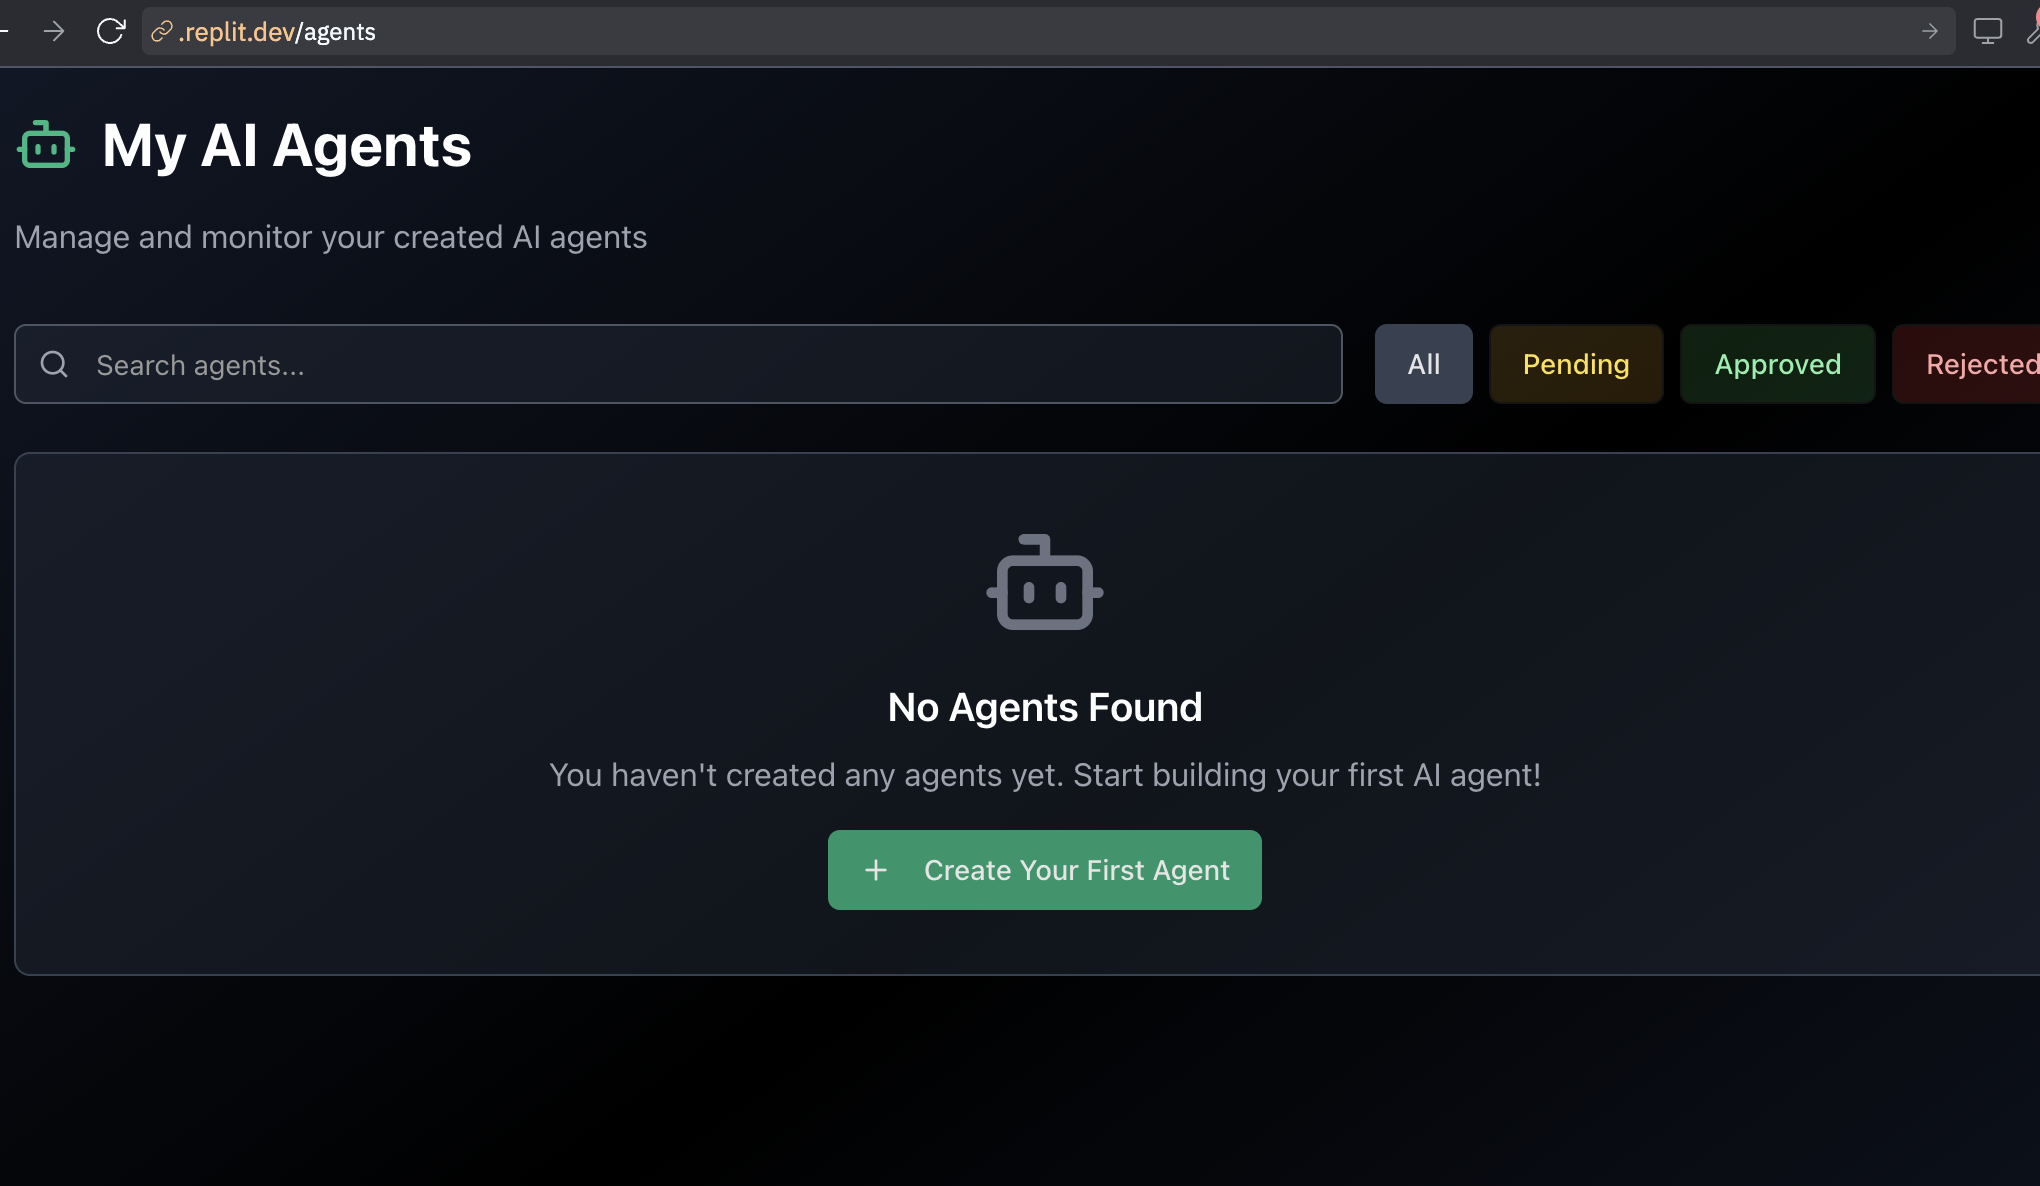 .replit.dev/agents
My AI Agents
Manage and monitor your created AI agents
Search agents...
All
Pending
Approved
Rejected
No Agents Found
You haven't created any agents yet. Start building your first AI agent!
Create Your First Agent